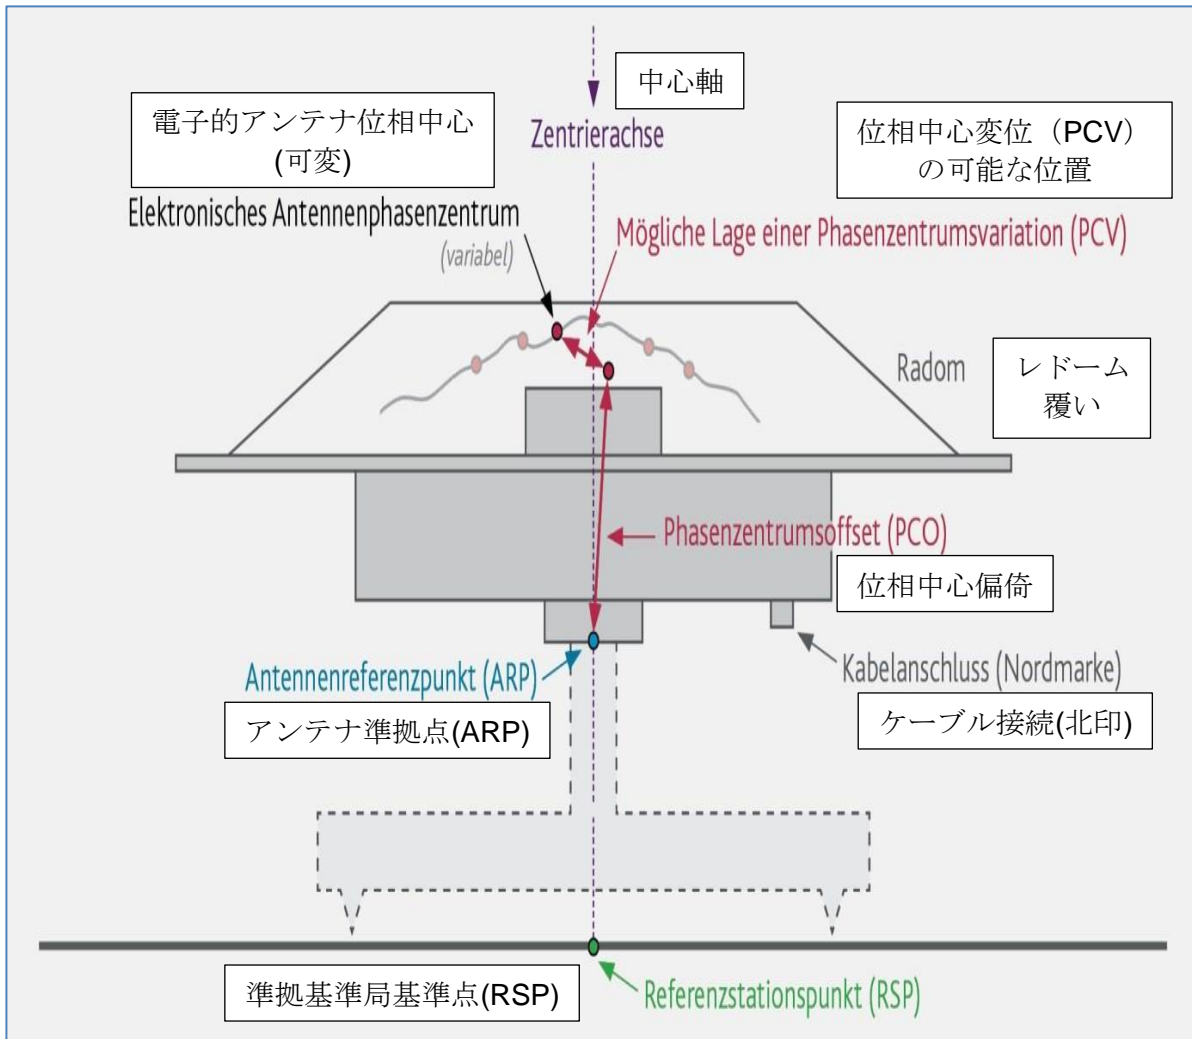 中心軸
電子的アンテナ位相中心
(可変)
位相中心変位（PCV）
の可能な位置
Zentrierachse
Elektronisches Antennenphasenzentrum
(variabel)
Mögliche Lage einer Phasenzentrumsvariation (PCV)
Radom
レドーム
覆い
Phasenzentrumsoffset (PCO)
位相中心偏倚
Antennenreferenzpunkt (ARP)
アンテナ準拠点(ARP)
Kabelanschluss (Nordmarke)
ケーブル接続(北印)
準拠基準局基準点(RSP)
Referenzstationspunkt (RSP)